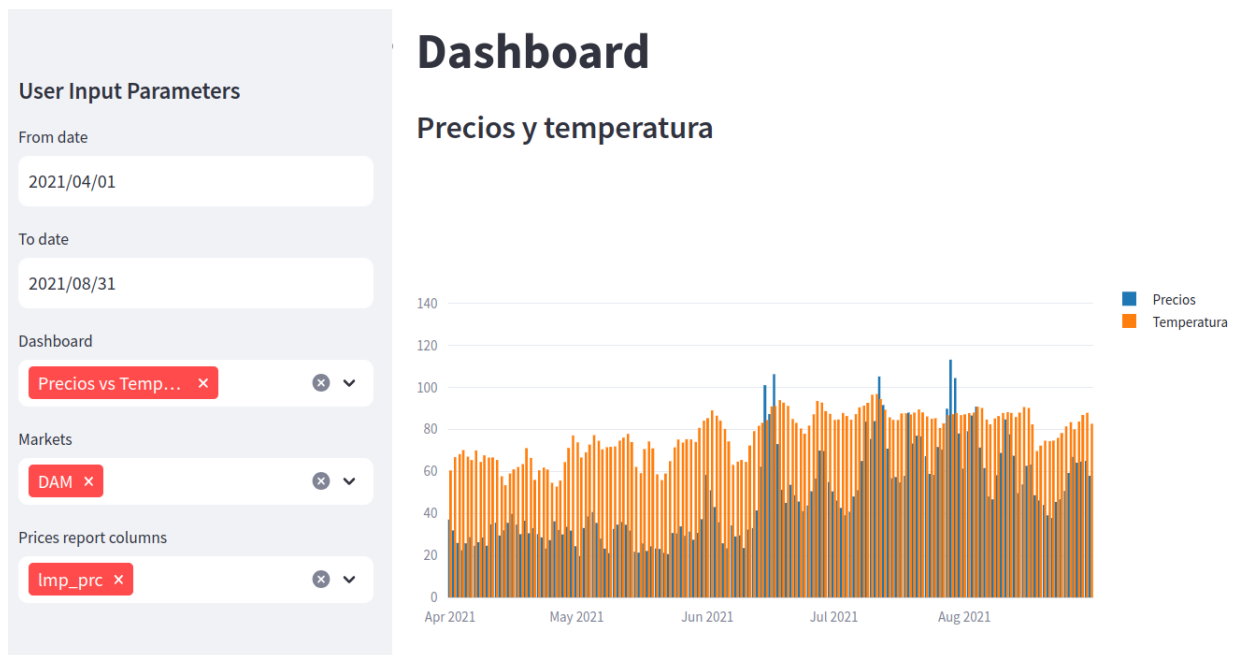 User Input Parameters
From date
2021/04/01
To date
2021/08/31
Dashboard
Precios vs Temp...
Markets
DAM
Prices report columns
lmp_prc
Dashboard
Precios y temperatura
140
120
100
80
60
40
20
0
Apr 2021 May 2021 Jun 2021 Jul 2021 Aug 2021
Precios
Temperatura